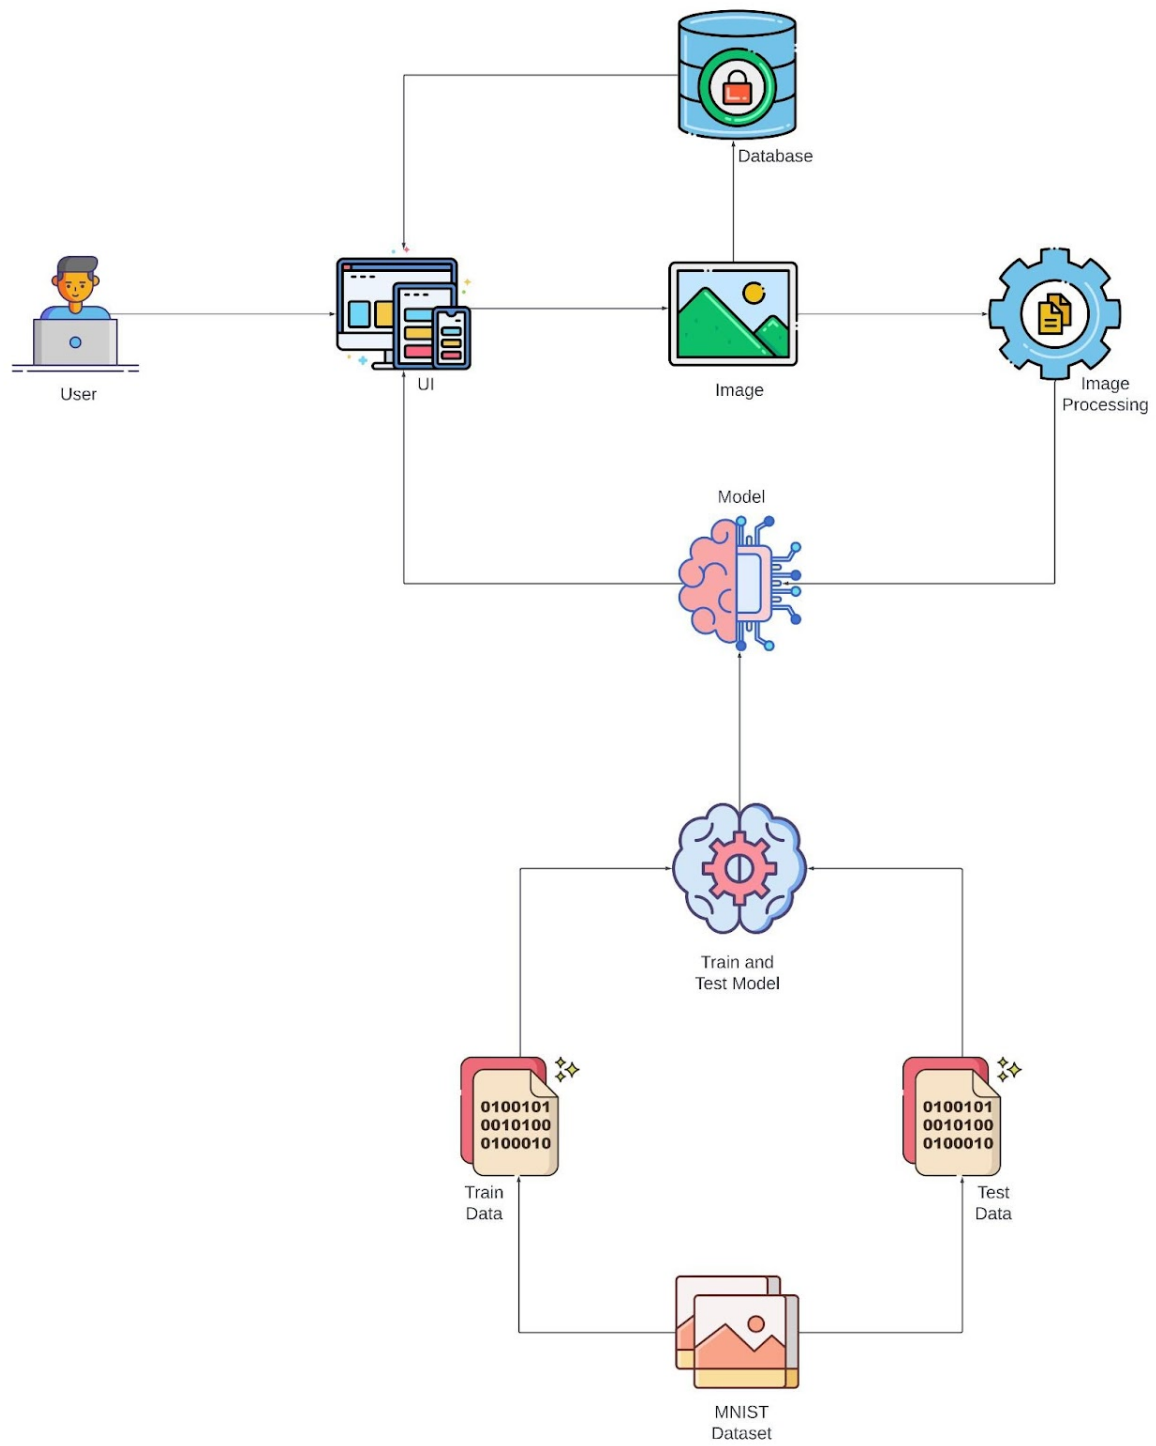 Database
User
UI
Image
Image
Processing
Model
Train and
Test Model
0100101
0010100
0100010
0100101
0010100
0100010
Train
Data
Test
Data
MNIST
Dataset